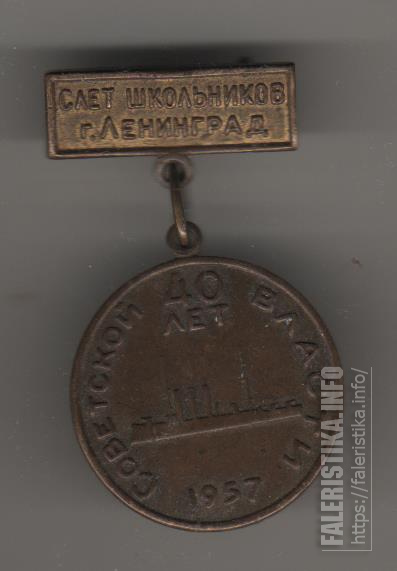 СЛЕТ ШКОЛЬНИКОВ
г. ЛЕНИНГРАД
40
ЛЕТ
СОВЕТСКОЙ ВЛАСТИ
1957
FALERISTIKA.INFO
https://faleristika.info/